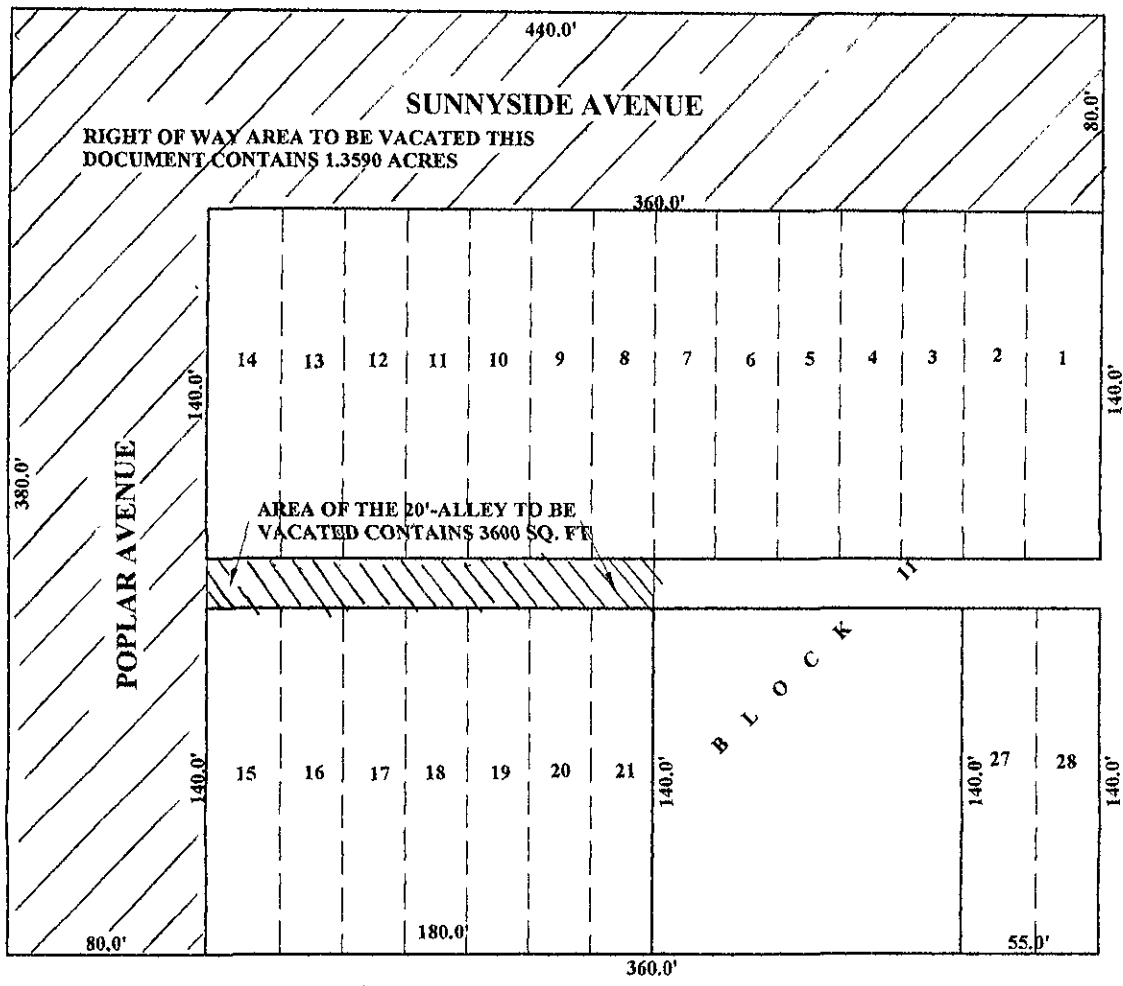 440.0'
SUNNYSIDE AVENUE
80.0'
RIGHT OF WAY AREA TO BE VACATED THIS
DOCUMENT CONTAINS 1.3590 ACRES
360.0'
14 13 12 11 10 9 8 7 6 5 4 3 2 1
140.0'
140.0'
380.0'
POPLAR AVENUE
AREA OF THE 20'-ALLEY TO BE
VACATED CONTAINS 3600 SQ. FT
BLOCK 11
15 16 17 18 19 20 21 27 28
140.0'
140.0'
140.0'
140.0'
80.0'
180.0'
55.0'
360.0'